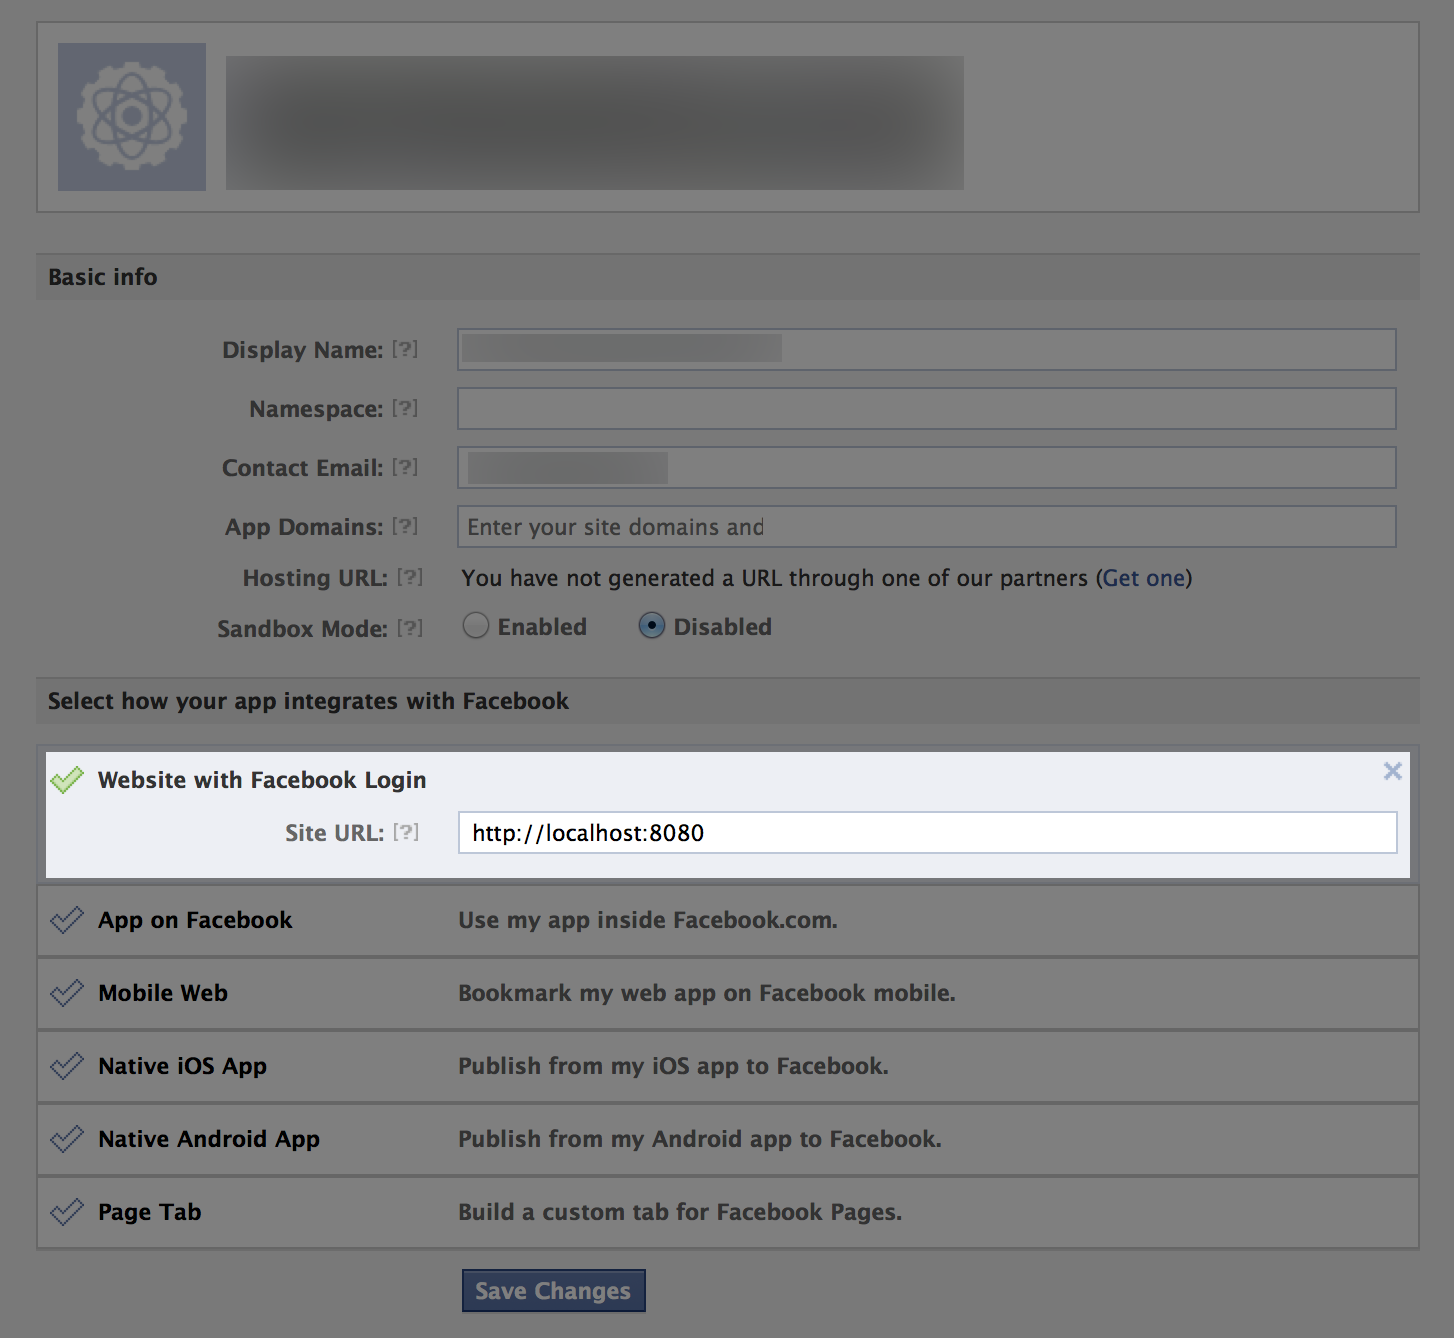 Basic info
Display Name: [?]
Namespace: [?]
Contact Email: [?]
App Domains: [?] Enter your site domains and
Hosting URL: [?] You have not generated a URL through one of our partners (Get one)
Sandbox Mode: [?] Enabled Disabled
Select how your app integrates with Facebook
Website with Facebook Login
Site URL: [?] http://localhost:8080
App on Facebook Use my app inside Facebook.com.
Mobile Web Bookmark my web app on Facebook mobile.
Native iOS App Publish from my iOS app to Facebook.
Native Android App Publish from my Android app to Facebook.
Page Tab Build a custom tab for Facebook Pages.
Save Changes